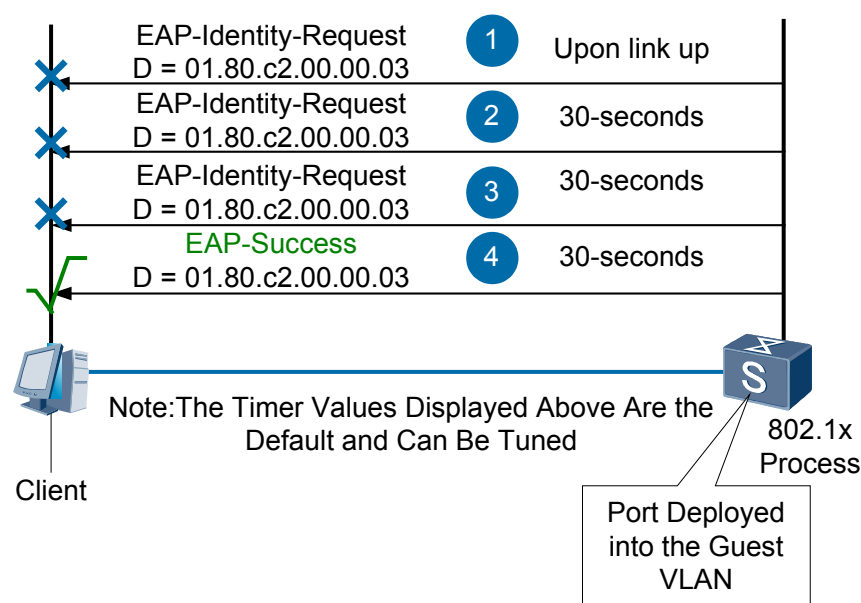 EAP-Identity-Request
D = 01.80.c2.00.00.03
1
Upon link up
EAP-Identity-Request
D = 01.80.c2.00.00.03
2
30-seconds
EAP-Identity-Request
D = 01.80.c2.00.00.03
3
30-seconds
EAP-Success
D = 01.80.c2.00.00.03
4
30-seconds
S
Note:The Timer Values Displayed Above Are the
Default and Can Be Tuned
802.1x
Process
Client
Port Deployed
into the Guest
VLAN